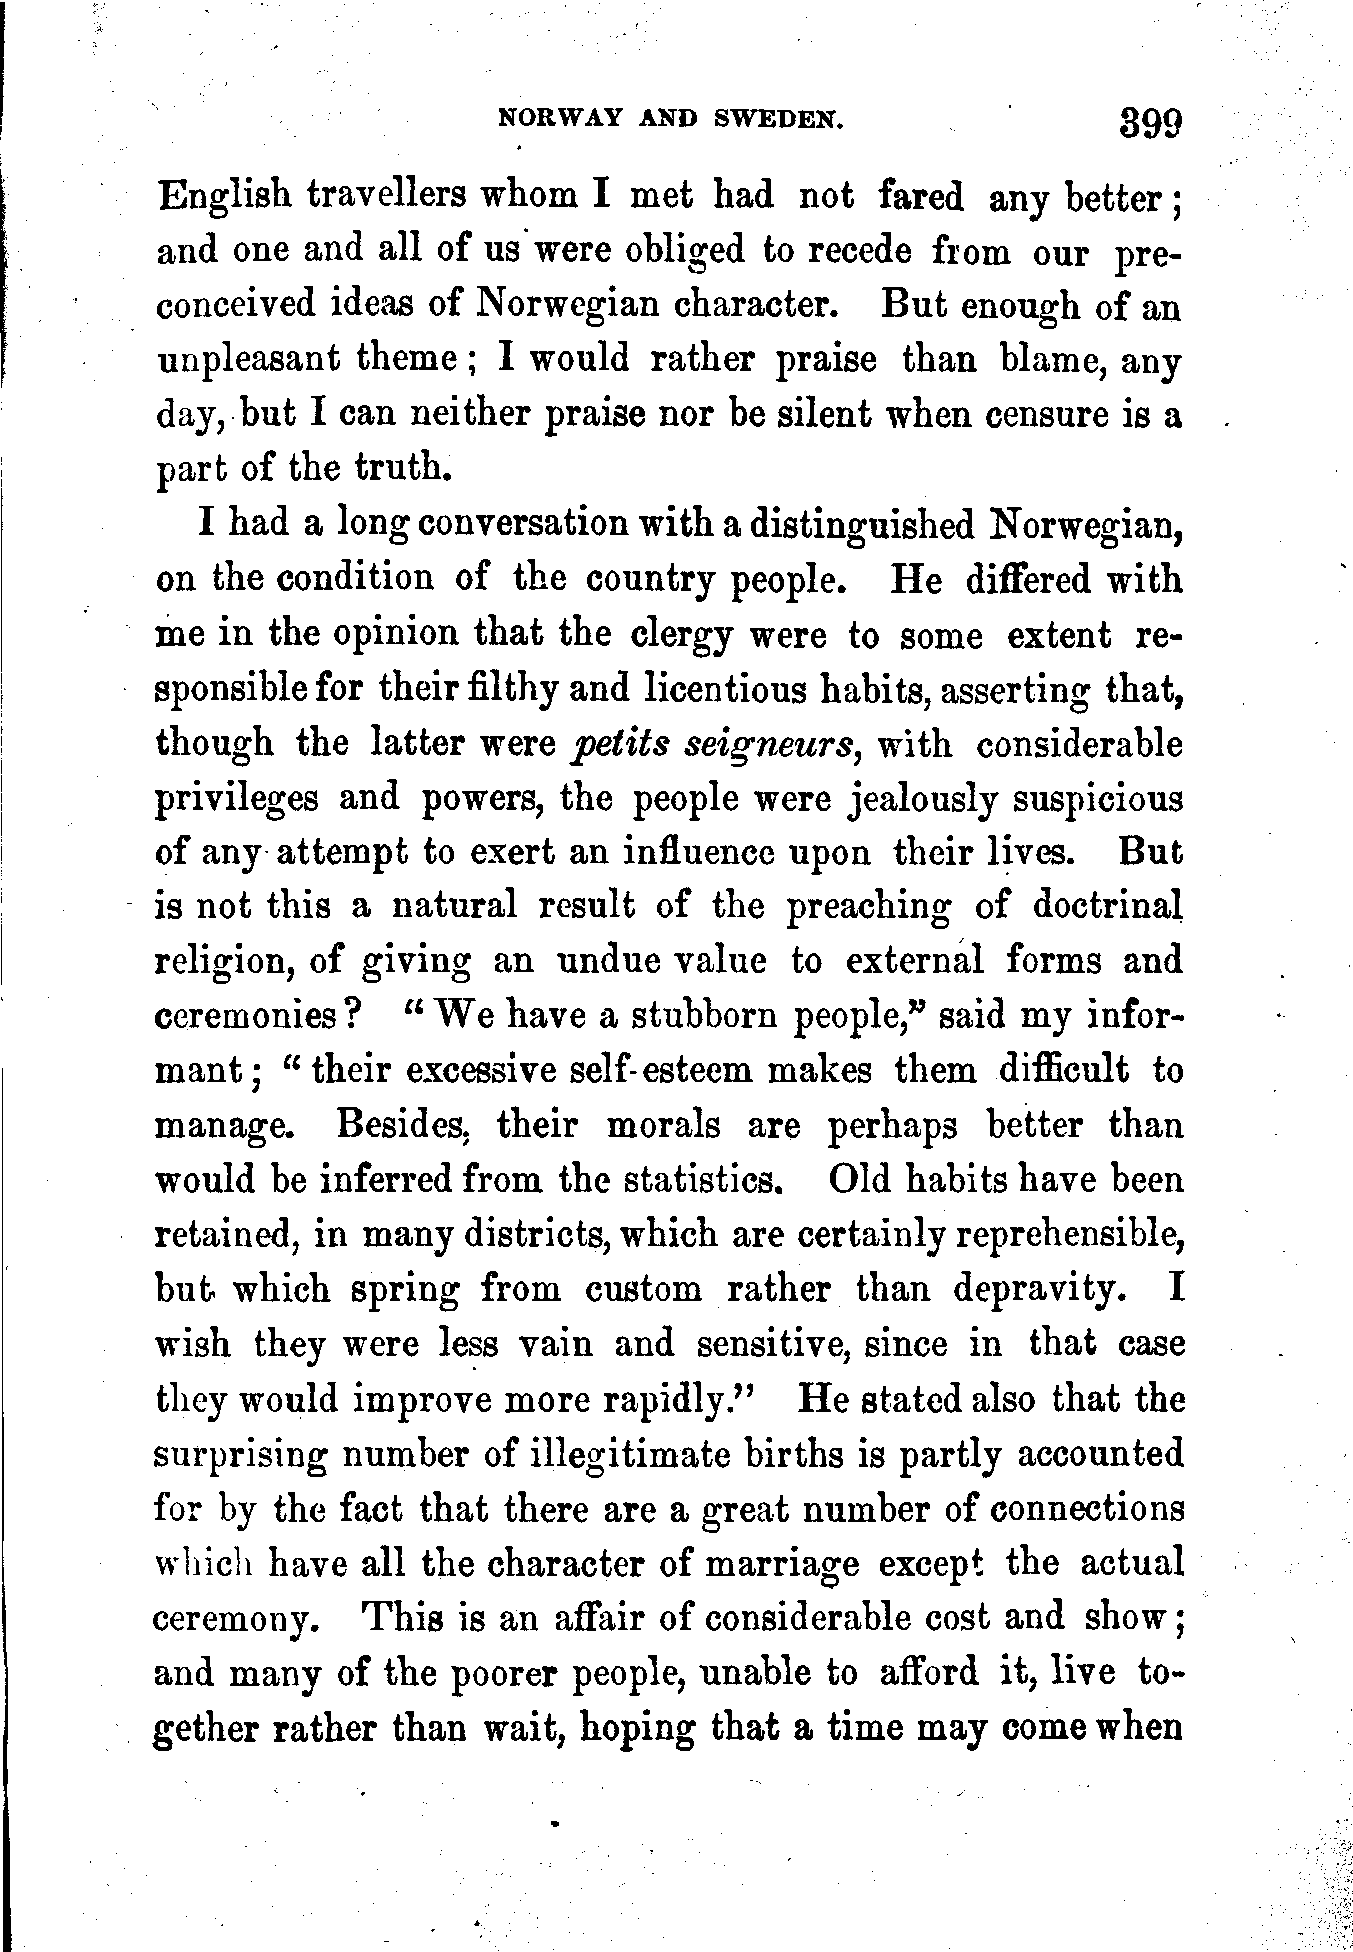 NORWAY AND SWEDEN. 399
English travellers whom I met had not fared any better;
and one and all of us were obliged to recede from our pre-
conceived ideas of Norwegian character. But enough of an
unpleasant theme; I would rather praise than blame, any
day, but I can neither praise nor be silent when censure is a
part of the truth.
I had a long conversation with a distinguished Norwegian,
on the condition of the country people. He differed with
me in the opinion that the clergy were to some extent re-
sponsible for their filthy and licentious habits, asserting that,
though the latter were petits seigneurs, with considerable
privileges and powers, the people were jealously suspicious
of any attempt to exert an influence upon their lives. But
is not this a natural result of the preaching of doctrinal
religion, of giving an undue value to external forms and
ceremonies? "We have a stubborn people," said my infor-
mant; "their excessive self-esteem makes them difficult to
manage. Besides, their morals are perhaps better than
would be inferred from the statistics. Old habits have been
retained, in many districts, which are certainly reprehensible,
but which spring from custom rather than depravity. I
wish they were less vain and sensitive, since in that case
they would improve more rapidly." He stated also that the
surprising number of illegitimate births is partly accounted
for by the fact that there are a great number of connections
which have all the character of marriage except the actual
ceremony. This is an affair of considerable cost and show;
and many of the poorer people, unable to afford it, live to-
gether rather than wait, hoping that a time may come when